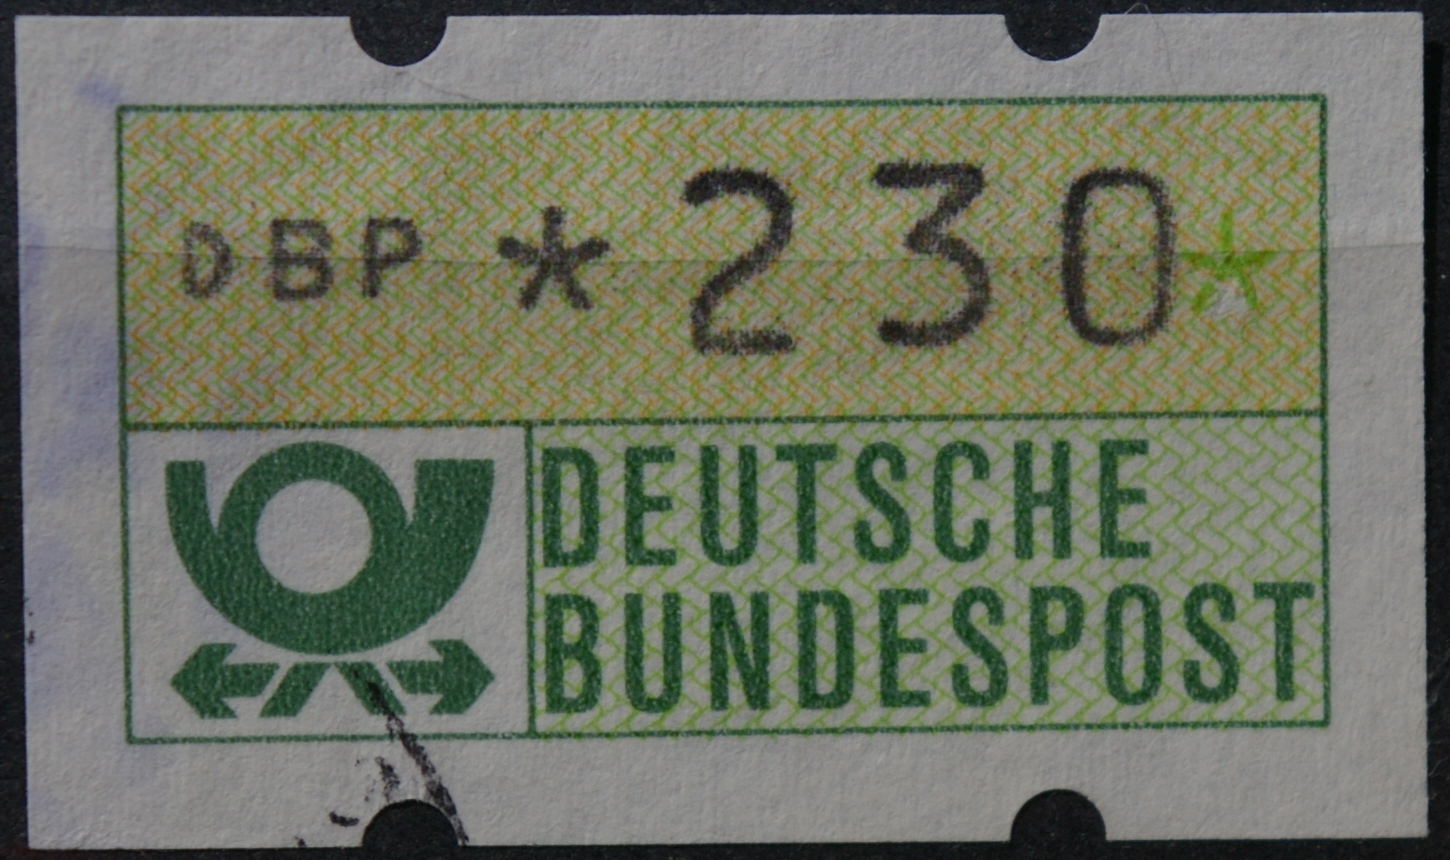 DBP *230*
DEUTSCHE
BUNDESPOST